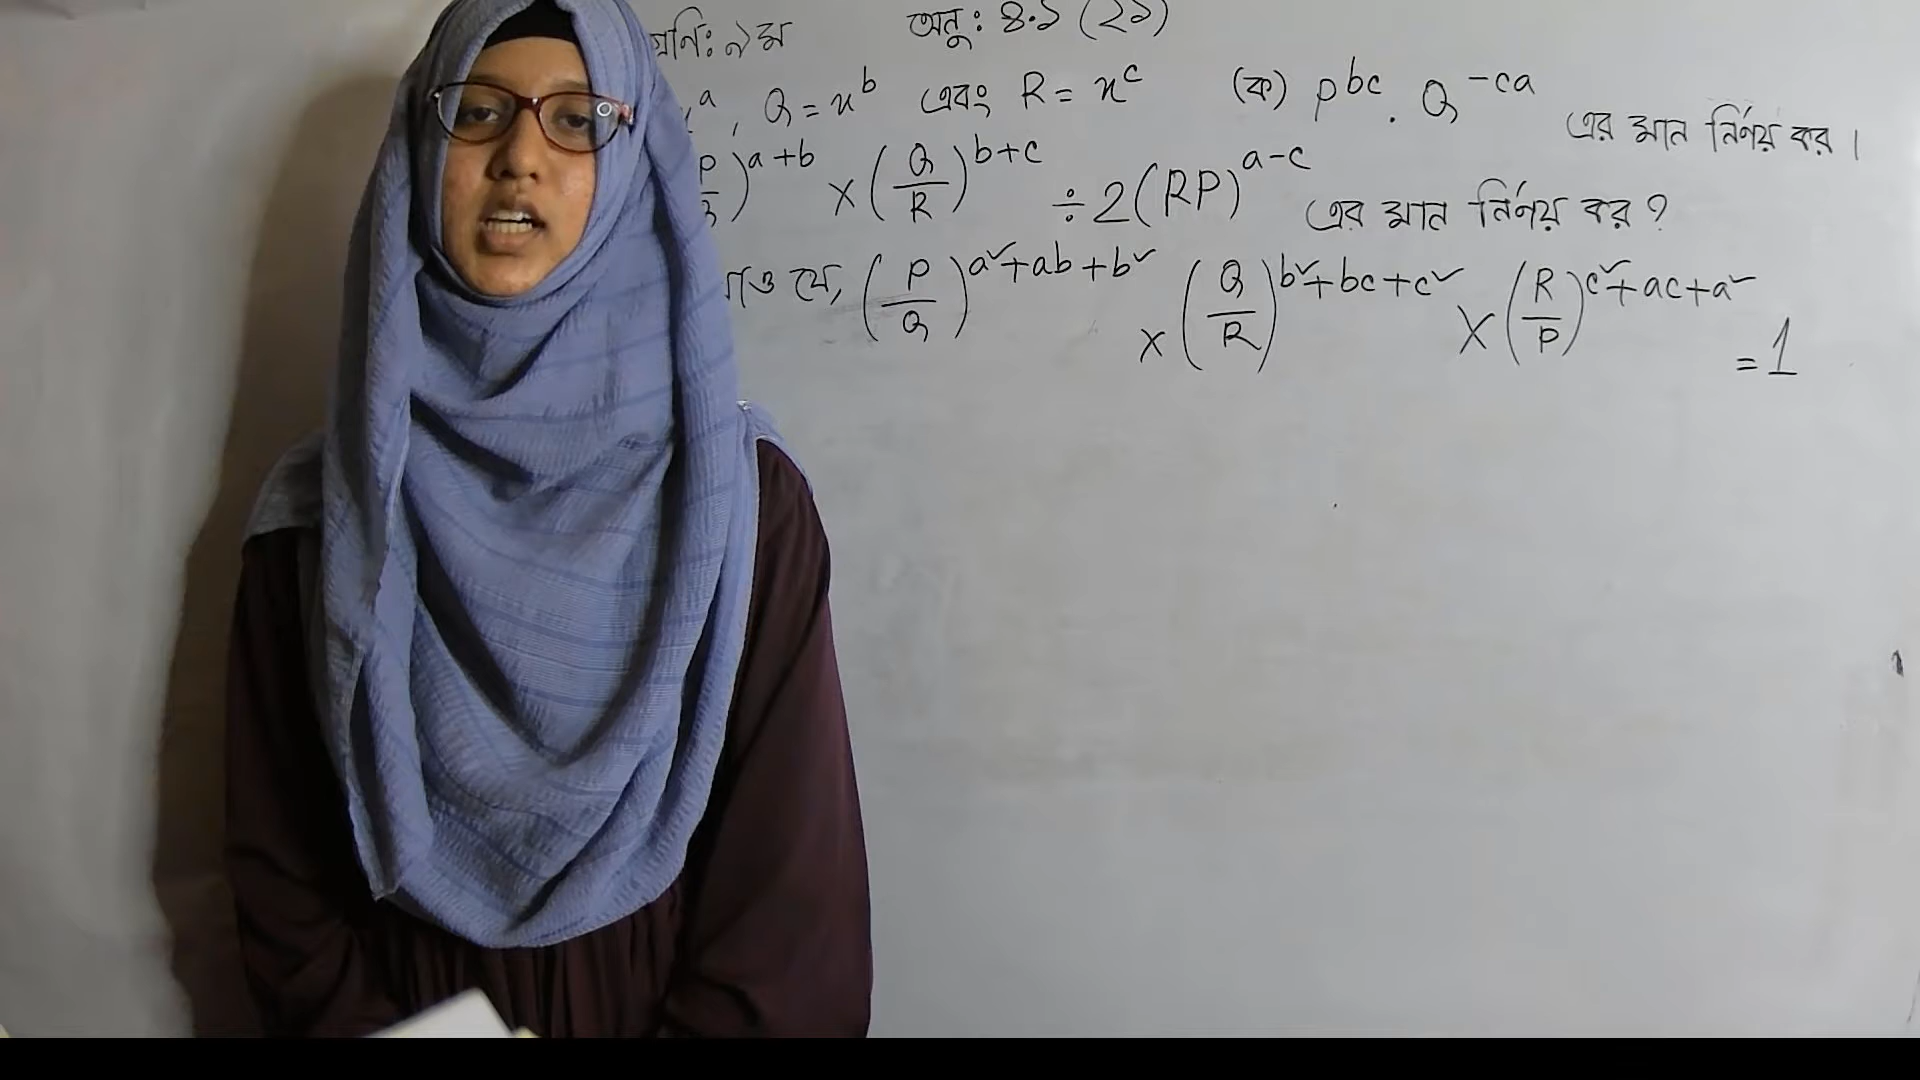 ৯ম অনু: ৪.১ (২১)
a, Q = x^b এবং R = x^c (ক) P^bc . Q^-ca এর মান নির্ণয় কর।
)^a+b × (Q/R)^b+c ÷ 2(RP)^a-c এর মান নির্ণয় কর?
যে, (P/Q)^a²+ab+b² × (Q/R)^b²+bc+c² × (R/P)^c²+ac+a² = 1